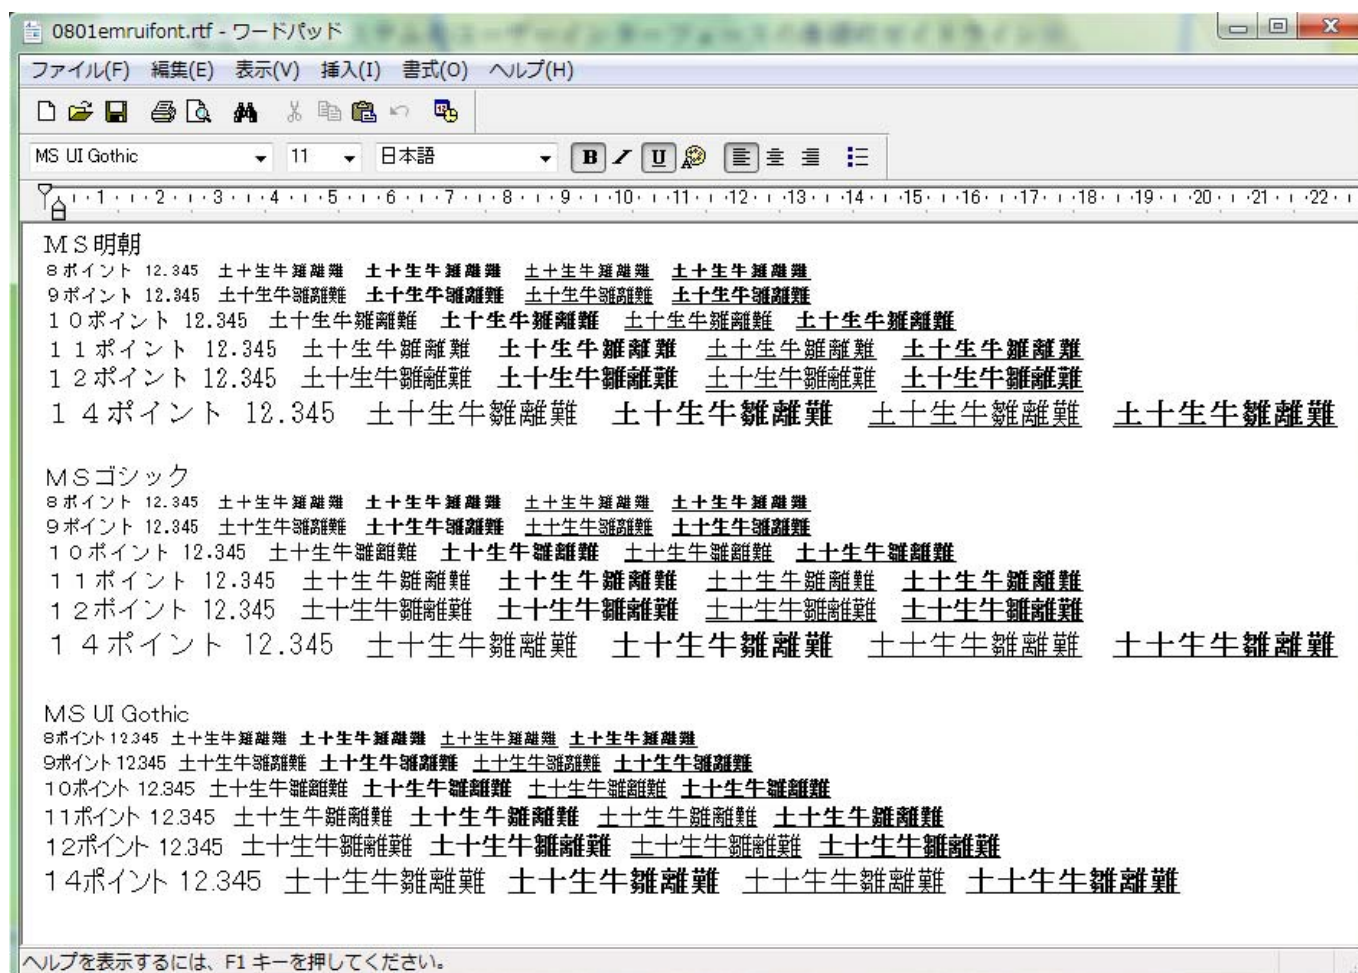 0801emruifont.rtf - ワードパッド
ファイル(F) 編集(E) 表示(V) 挿入(I) 書式(O) ヘルプ(H)
MS UI Gothic 11 日本語 B I U
1 2 3 4 5 6 7 8 9 10 11 12 13 14 15 16 17 18 19 20 21 22
ＭＳ明朝
８ポイント 12.345 土十生牛雛離難 土十生牛雛離難 土十生牛雛離難 土十生牛雛離難
９ポイント 12.345 土十生牛雛離難 土十生牛雛離難 土十生牛雛離難 土十生牛雛離難
１０ポイント 12.345 土十生牛雛離難 土十生牛雛離難 土十生牛雛離難 土十生牛雛離難
１１ポイント 12.345 土十生牛雛離難 土十生牛雛離難 土十生牛雛離難 土十生牛雛離難
１２ポイント 12.345 土十生牛雛離難 土十生牛雛離難 土十生牛雛離難 土十生牛雛離難
１４ポイント 12.345 土十生牛雛離難 土十生牛雛離難 土十生牛雛離難 土十生牛雛離難
ＭＳゴシック
８ポイント 12.345 土十生牛雛離難 土十生牛雛離難 土十生牛雛離難 土十生牛雛離難
９ポイント 12.345 土十生牛雛離難 土十生牛雛離難 土十生牛雛離難 土十生牛雛離難
１０ポイント 12.345 土十生牛雛離難 土十生牛雛離難 土十生牛雛離難 土十生牛雛離難
１１ポイント 12.345 土十生牛雛離難 土十生牛雛離難 土十生牛雛離難 土十生牛雛離難
１２ポイント 12.345 土十生牛雛離難 土十生牛雛離難 土十生牛雛離難 土十生牛雛離難
１４ポイント 12.345 土十生牛雛離難 土十生牛雛離難 土十生牛雛離難 土十生牛雛離難
MS UI Gothic
8ポイント 12.345 土十生牛雛離難 土十生牛雛離難 土十生牛雛離難 土十生牛雛離難
9ポイント 12.345 土十生牛雛離難 土十生牛雛離難 土十生牛雛離難 土十生牛雛離難
10ポイント 12.345 土十生牛雛離難 土十生牛雛離難 土十生牛雛離難 土十生牛雛離難
11ポイント 12.345 土十生牛雛離難 土十生牛雛離難 土十生牛雛離難 土十生牛雛離難
12ポイント 12.345 土十生牛雛離難 土十生牛雛離難 土十生牛雛離難 土十生牛雛離難
14ポイント 12.345 土十生牛雛離難 土十生牛雛離難 土十生牛雛離難 土十生牛雛離難
ヘルプを表示するには、F1 キーを押してください。